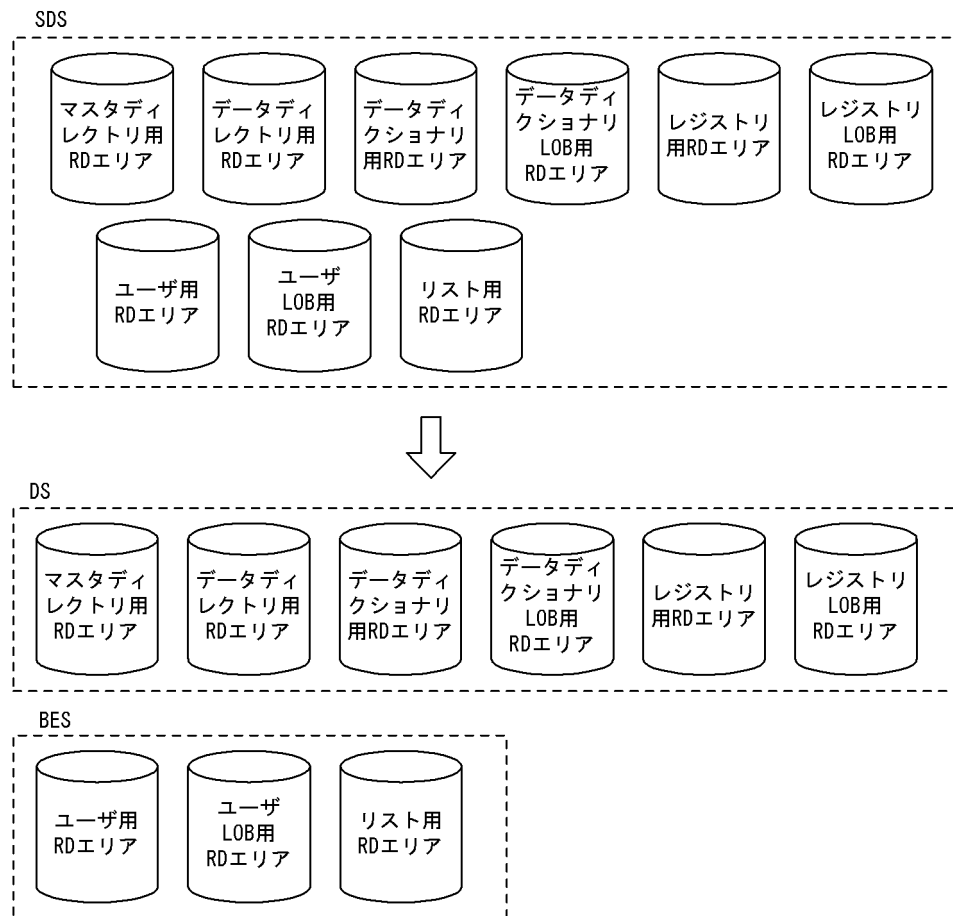 SDS
マスタディ
レクトリ用
RDエリア
データディ
レクトリ用
RDエリア
データディ
クショナリ
用RDエリア
データディ
クショナリ
LOB用
RDエリア
レジストリ
用RDエリア
レジストリ
LOB用
RDエリア
ユーザ用
RDエリア
ユーザ
LOB用
RDエリア
リスト用
RDエリア
DS
マスタディ
レクトリ用
RDエリア
データディ
レクトリ用
RDエリア
データディ
クショナリ
用RDエリア
データディ
クショナリ
LOB用
RDエリア
レジストリ
用RDエリア
レジストリ
LOB用
RDエリア
BES
ユーザ用
RDエリア
ユーザ
LOB用
RDエリア
リスト用
RDエリア